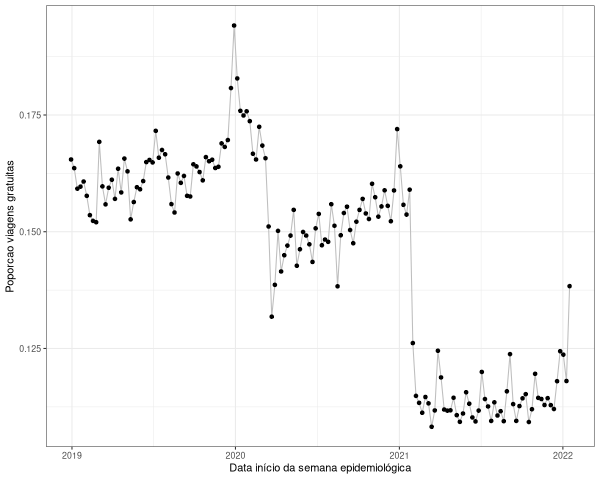 Poporcao viagens gratuitas
0.175
0.150
0.125
2019 2020 2021 2022
Data início da semana epidemiológica